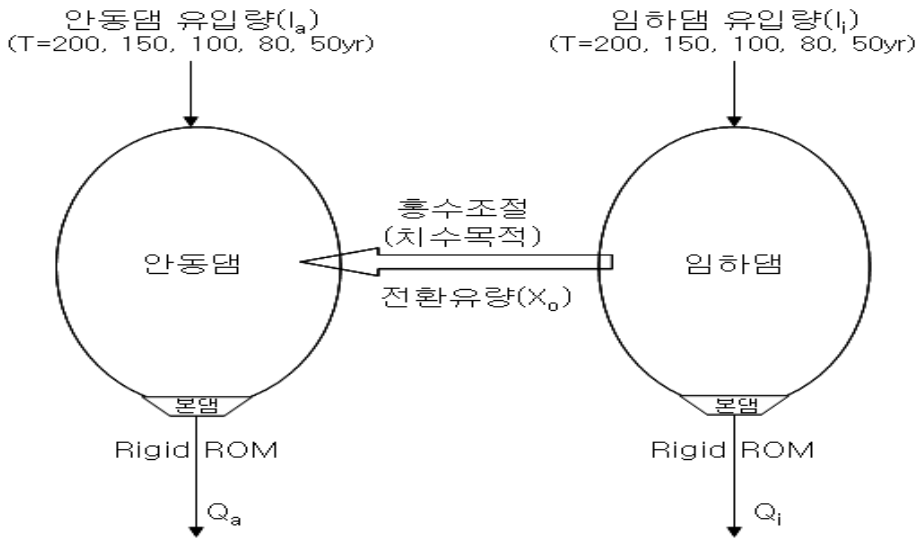 안동댐 유입량(Iₐ)
(T=200, 150, 100, 80, 50yr)
임하댐 유입량(Iᵢ)
(T=200, 150, 100, 80, 50yr)
홍수조절
(치수목적)
안동댐
임하댐
전환유량(Xₒ)
본댐
본댐
Rigid ROM
Rigid ROM
Qₐ
Qᵢ